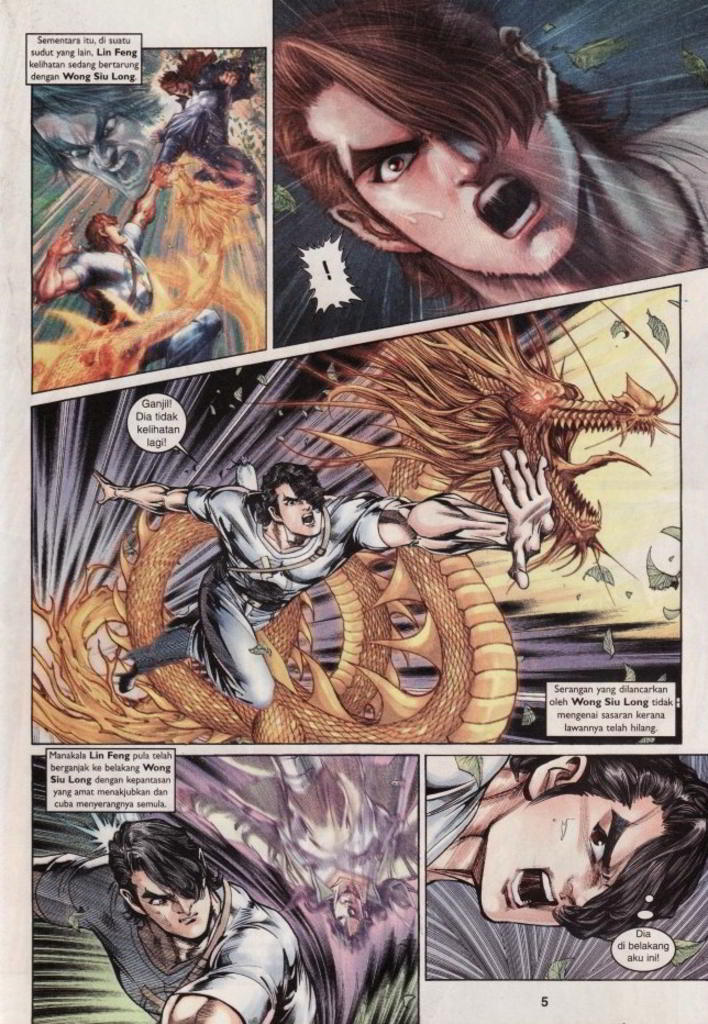 Sementara itu, di suatu
sudut yang lain, Lin Feng
kelihatan sedang bertarung
dengan Wong Siu Long.
!
Ganjil!
Dia tidak
kelihatan
lagi!
Serangan yang dilancarkan
oleh Wong Siu Long tidak
mengenai sasaran kerana
lawannya telah hilang.
Manakala Lin Feng pula telah
berganjak ke belakang Wong
Siu Long dengan kepantasan
yang amat menakjubkan dan
cuba menyerangnya semula.
Dia
di belakang
aku ini!
5